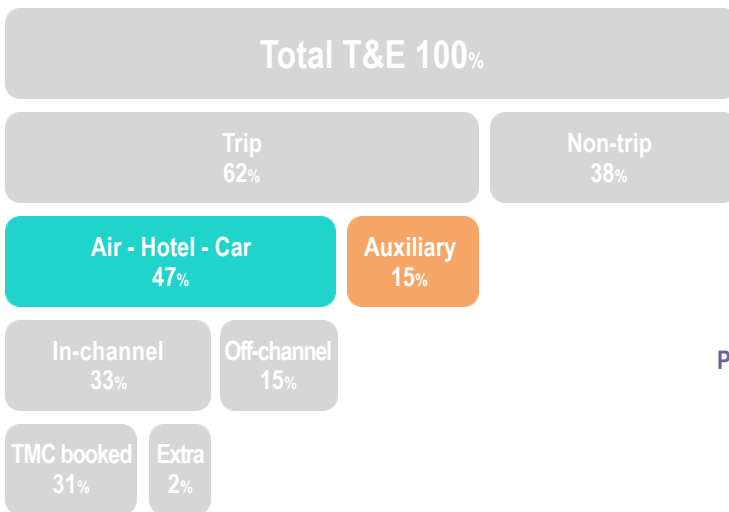 Total T&E 100%
Trip
62%
Non-trip
38%
Air - Hotel - Car
47%
Auxiliary
15%
In-channel
33%
Off-channel
15%
P
TMC booked
31%
Extra
2%